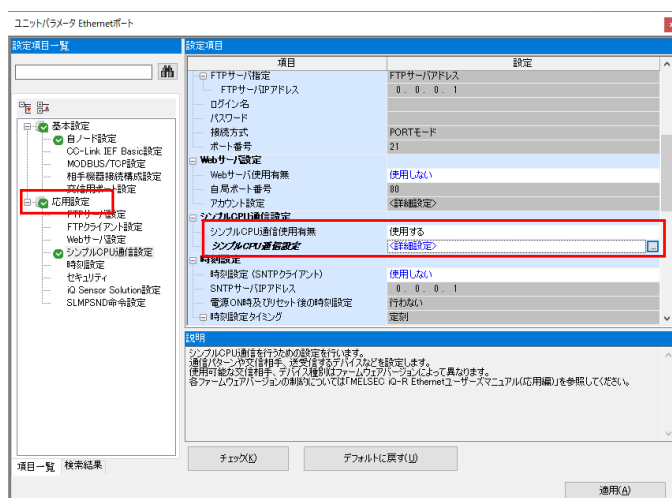 ユニットパラメータ Ethernetポート
設定項目一覧
基本設定
自ノード設定
CC-Link IEF Basic設定
MODBUS/TCP設定
相手機器接続構成設定
交信用ポート設定
応用設定
FTPサーバ設定
FTPクライアント設定
Webサーバ設定
シンプルCPU通信設定
時刻設定
セキュリティ
iQ Sensor Solution設定
SLMPSND命令設定
項目一覧 検索結果
設定項目
項目 設定
FTPサーバ指定 FTPサーバIPアドレス
FTPサーバIPアドレス 0. 0. 0. 1
ログイン名
パスワード
接続方式 PORTモード
ポート番号 21
Webサーバ設定
Webサーバ使用有無 使用しない
自局ポート番号 80
アカウント設定 <詳細設定>
シンプルCPU通信設定
シンプルCPU通信使用有無 使用する
シンプルCPU通信設定 <詳細設定> ...
時刻設定
時刻設定 (SNTPクライアント) 使用しない
SNTPサーバIPアドレス 0. 0. 0. 1
電源ON時及びリセット後の時刻設定 行わない
時刻設定タイミング 定刻
説明
シンプルCPU通信を行うための設定を行います。
通信パターンや交信相手、送受信するデバイスなどを設定します。
使用可能な交信相手、デバイス種別はファームウェアバージョンによって異なります。
各ファームウェアバージョンの制約については「MELSEC iQ-R Ethernetユーザーズマニュアル(応用編)」を参照してください。
チェック(K) デフォルトに戻す(U)
適用(A)